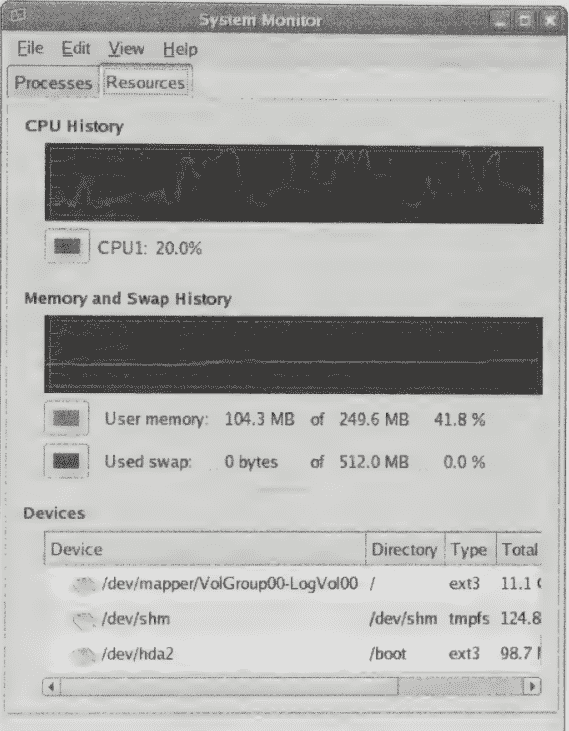 System Monitor
File Edit View Help
Processes Resources
CPU History
CPU1: 20.0%
Memory and Swap History
User memory: 104.3 MB of 249.6 MB 41.8 %
Used swap: 0 bytes of 512.0 MB 0.0 %
Devices
Device Directory Type Total
/dev/mapper/VolGroup00-LogVol00 / ext3 11.1
/dev/shm /dev/shm tmpfs 124.8
/dev/hda2 /boot ext3 98.7